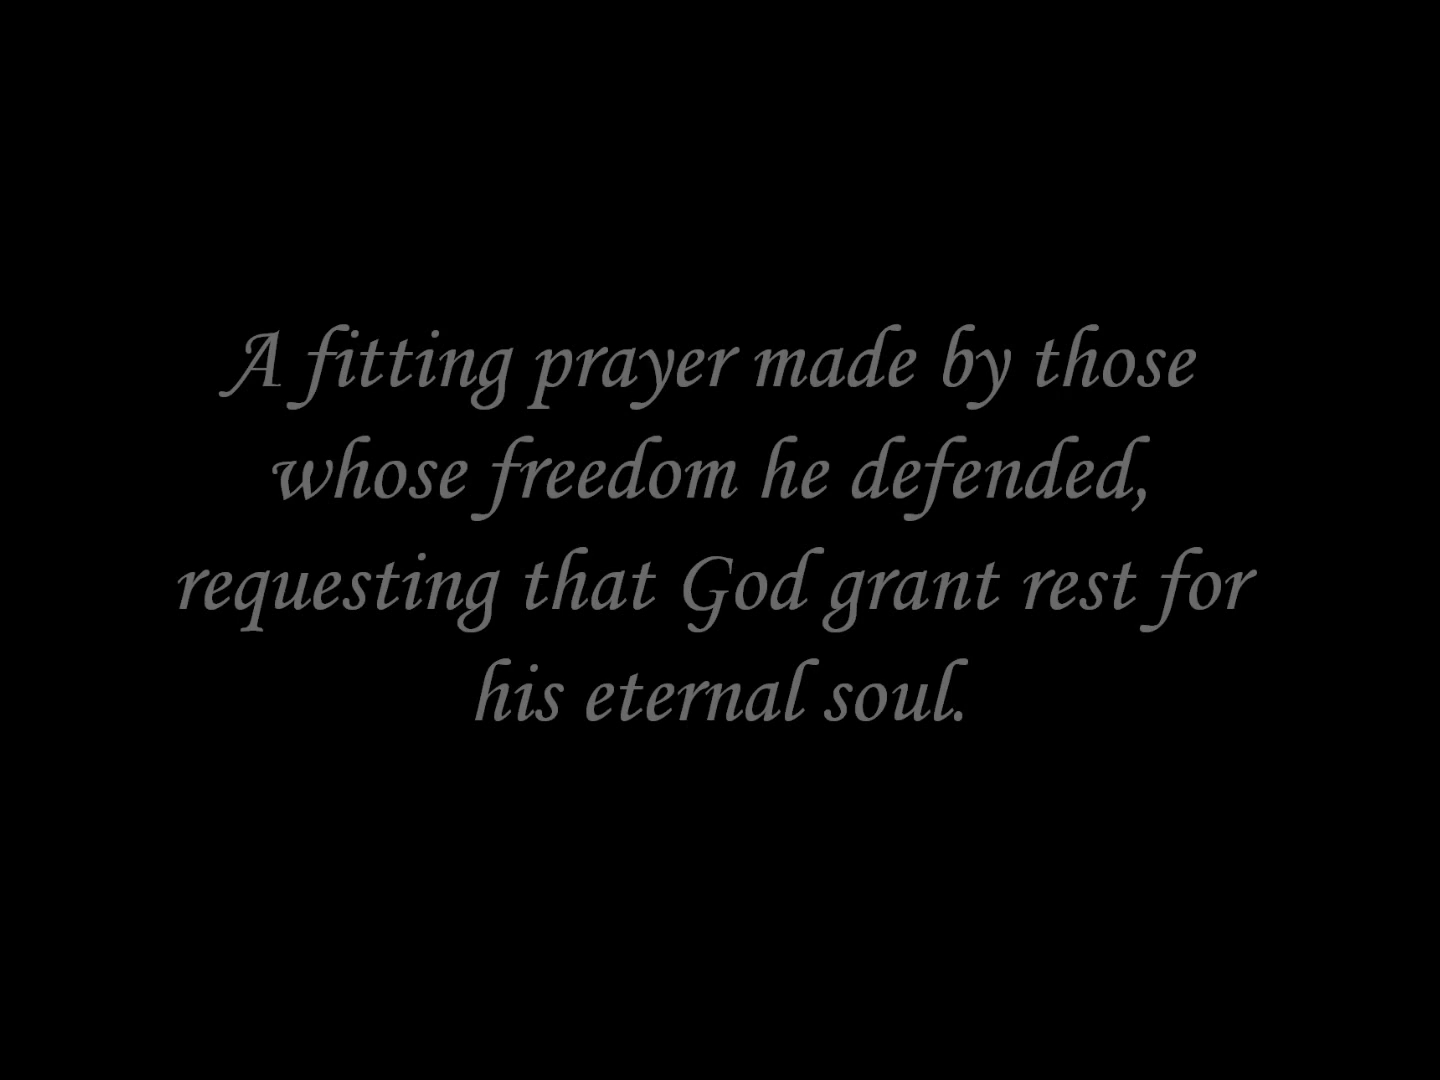 A fitting prayer made by those
whose freedom he defended,
requesting that God grant rest for
his eternal soul.